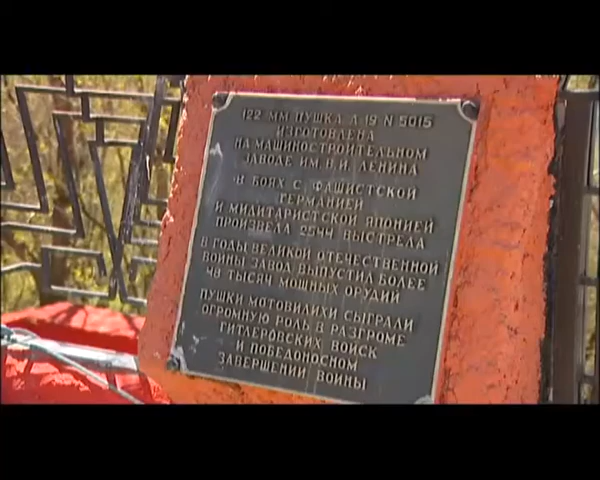 122 ММ ПУШКА Л 19 N 5015
ИЗГОТОВЛЕНА
НА МАШИНОСТРОИТЕЛЬНОМ
ЗАВОДЕ ИМ. В.И. ЛЕНИНА
В БОЯХ С ФАШИСТСКОЙ
ГЕРМАНИЕЙ
И МИЛИТАРИСТСКОЙ ЯПОНИЕЙ
ПРОИЗВЕЛА 2544 ВЫСТРЕЛА
В ГОДЫ ВЕЛИКОЙ ОТЕЧЕСТВЕННОЙ
ВОЙНЫ ЗАВОД ВЫПУСТИЛ БОЛЕЕ
48 ТЫСЯЧ МОЩНЫХ ОРУДИЙ
ПУШКИ МОТОВИЛИХИ СЫГРАЛИ
ОГРОМНУЮ РОЛЬ В РАЗГРОМЕ
ГИТЛЕРОВСКИХ ВОЙСК
И ПОБЕДОНОСНОМ
ЗАВЕРШЕНИИ ВОЙНЫ